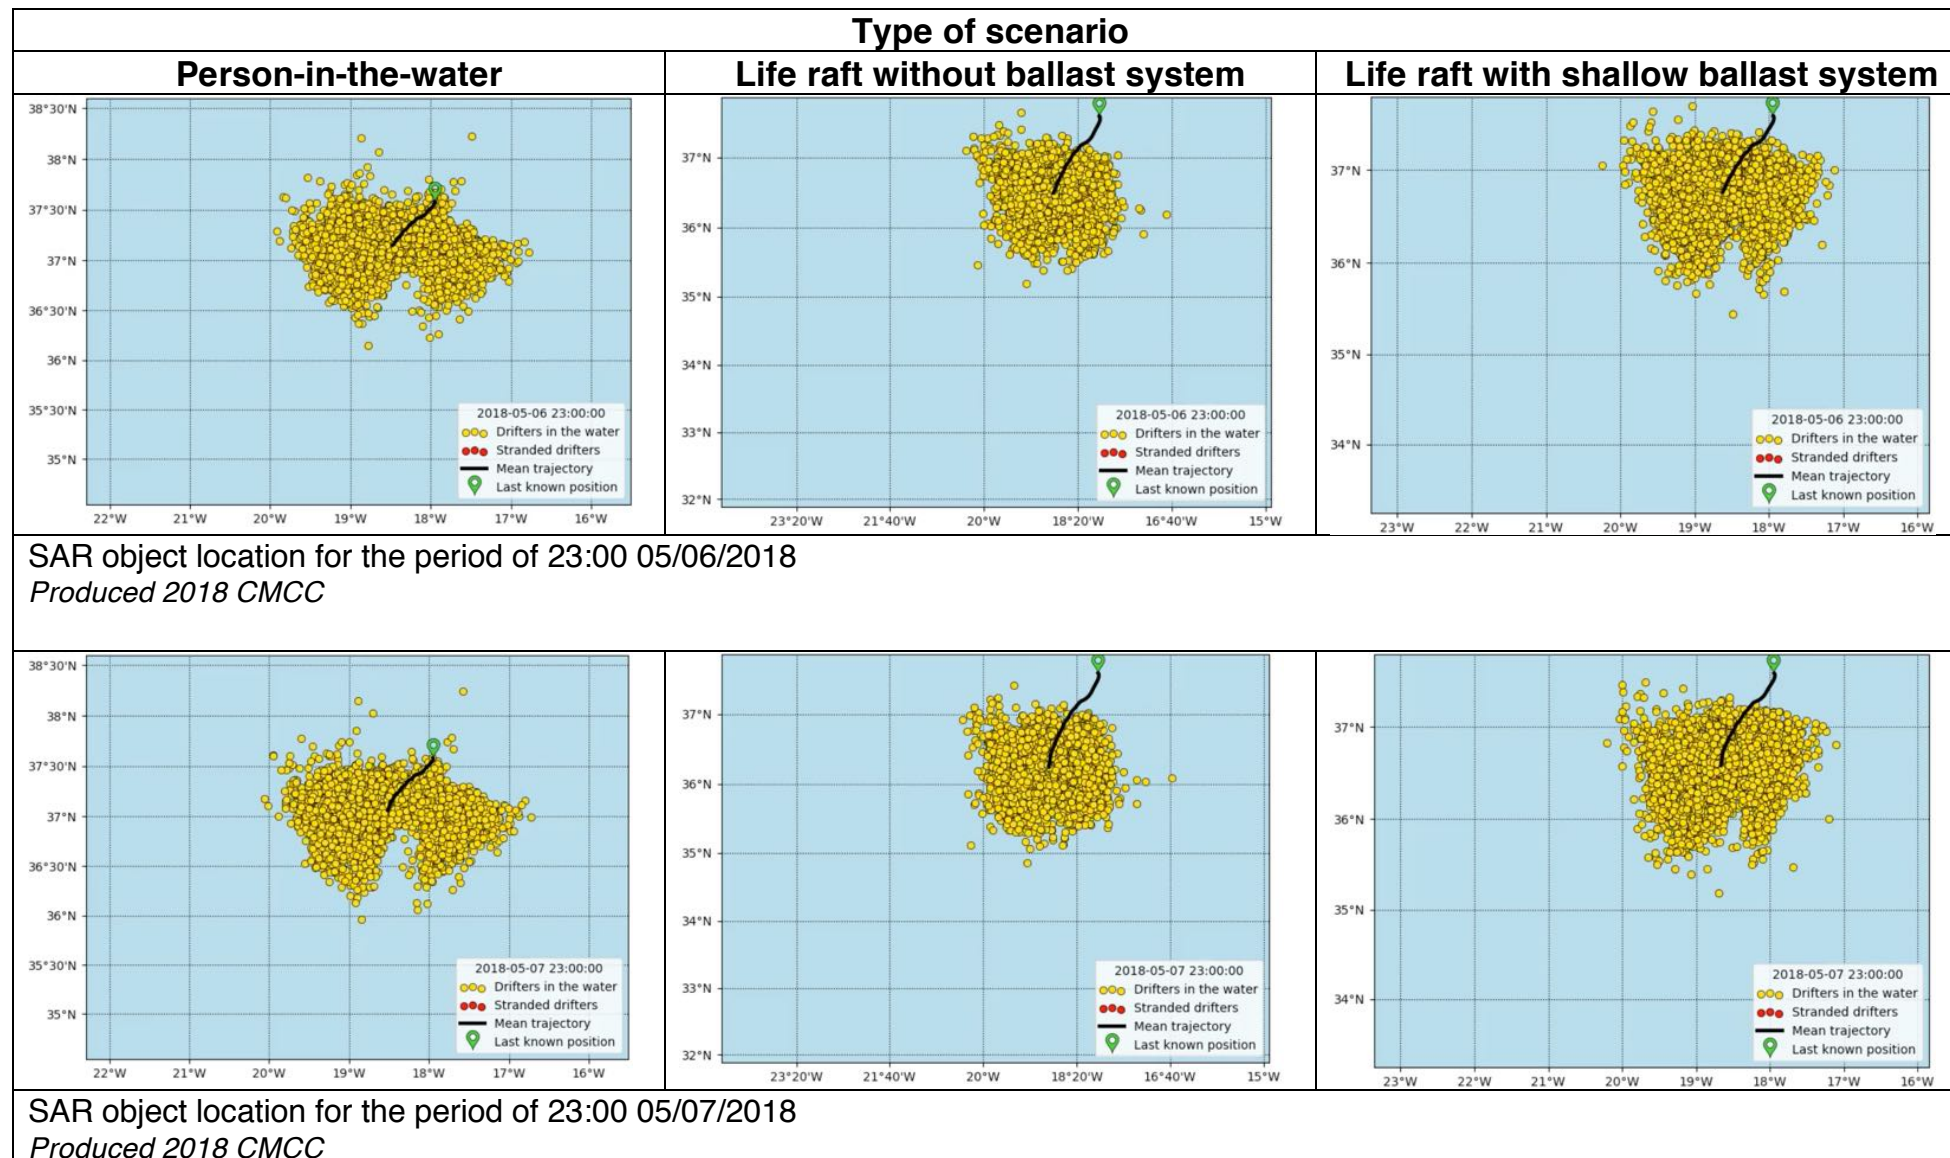 Type of scenario
Person-in-the-water
Life raft without ballast system
Life raft with shallow ballast system
38°30'N
38°N
37°30'N
37°N
36°30'N
36°N
35°30'N
35°N
22°W 21°W 20°W 19°W 18°W 17°W 16°W
2018-05-06 23:00:00
Drifters in the water
Stranded drifters
Mean trajectory
Last known position
37°N
36°N
35°N
34°N
33°N
32°N
23°20'W 21°40'W 20°W 18°20'W 16°40'W 15°W
2018-05-06 23:00:00
Drifters in the water
Stranded drifters
Mean trajectory
Last known position
37°N
36°N
35°N
34°N
23°W 22°W 21°W 20°W 19°W 18°W 17°W 16°W
2018-05-06 23:00:00
Drifters in the water
Stranded drifters
Mean trajectory
Last known position
SAR object location for the period of 23:00 05/06/2018
Produced 2018 CMCC
38°30'N
38°N
37°30'N
37°N
36°30'N
36°N
35°30'N
35°N
22°W 21°W 20°W 19°W 18°W 17°W 16°W
2018-05-07 23:00:00
Drifters in the water
Stranded drifters
Mean trajectory
Last known position
37°N
36°N
35°N
34°N
33°N
32°N
23°20'W 21°40'W 20°W 18°20'W 16°40'W 15°W
2018-05-07 23:00:00
Drifters in the water
Stranded drifters
Mean trajectory
Last known position
37°N
36°N
35°N
34°N
23°W 22°W 21°W 20°W 19°W 18°W 17°W 16°W
2018-05-07 23:00:00
Drifters in the water
Stranded drifters
Mean trajectory
Last known position
SAR object location for the period of 23:00 05/07/2018
Produced 2018 CMCC